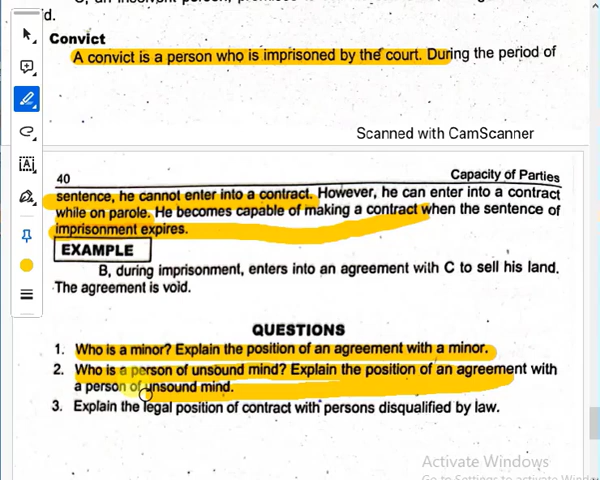 d.
Convict
A convict is a person who is imprisoned by the court. During the period of
Scanned with CamScanner
40 Capacity of Parties
sentence, he cannot enter into a contract. However, he can enter into a contract
while on parole. He becomes capable of making a contract when the sentence of
imprisonment expires.
EXAMPLE
B, during imprisonment, enters into an agreement with C to sell his land.
The agreement is void.
QUESTIONS
1. Who is a minor? Explain the position of an agreement with a minor.
2. Who is a person of unsound mind? Explain the position of an agreement with
a person of unsound mind.
3. Explain the legal position of contract with persons disqualified by law.
Activate Windows